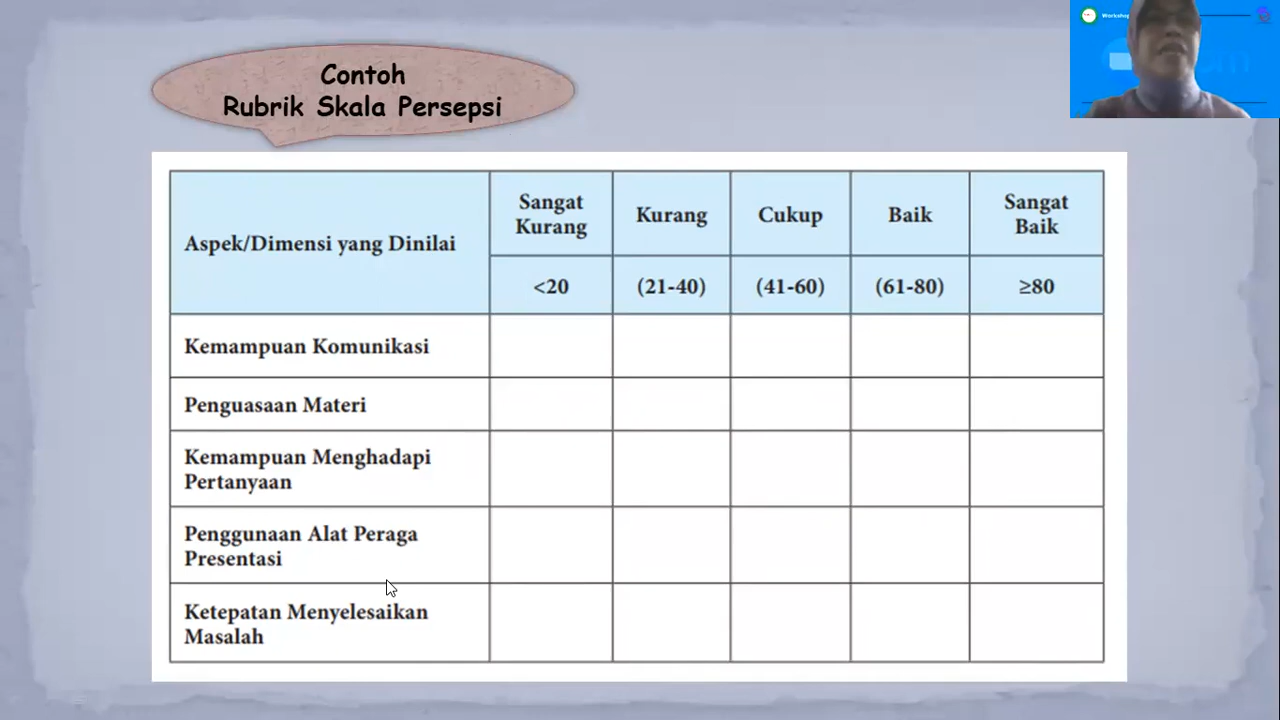 Contoh
Rubrik Skala Persepsi
Workshop
Aspek/Dimensi yang Dinilai
Sangat
Kurang
Kurang
Cukup
Baik
Sangat
Baik
<20
(21-40)
(41-60)
(61-80)
≥80
Kemampuan Komunikasi
Penguasaan Materi
Kemampuan Menghadapi
Pertanyaan
Penggunaan Alat Peraga
Presentasi
Ketepatan Menyelesaikan
Masalah